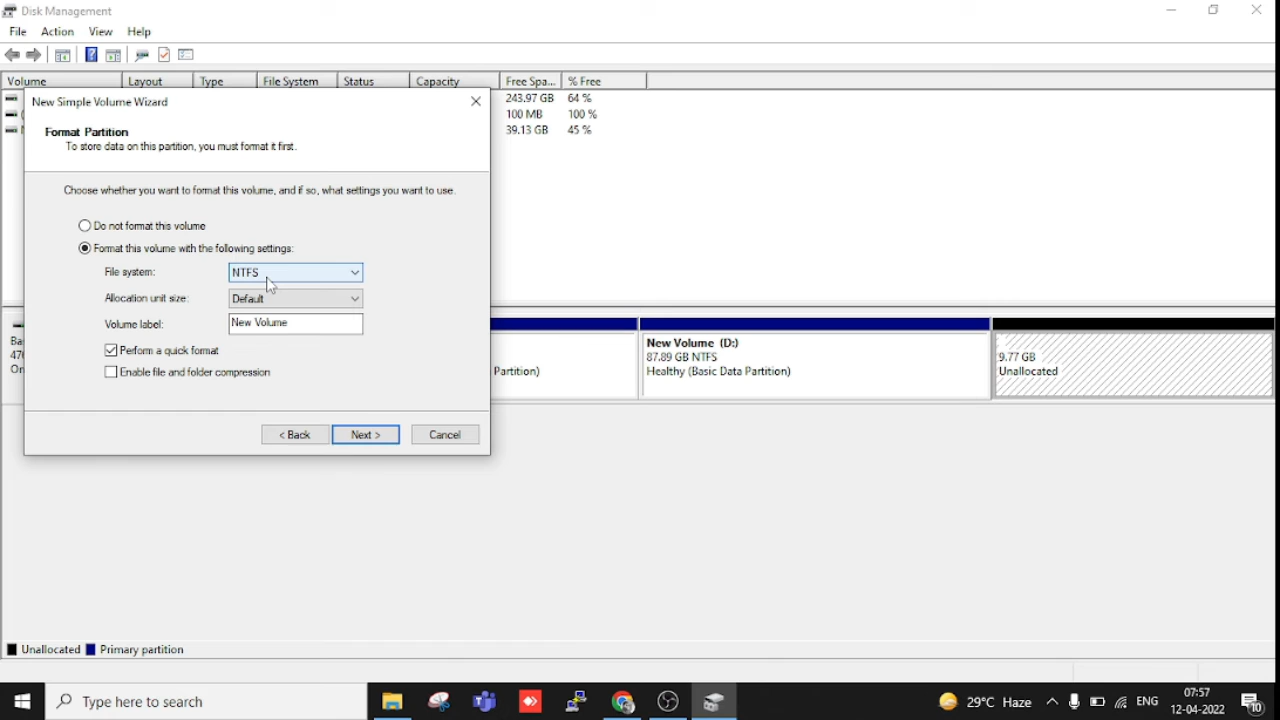 Disk Management
File Action View Help
Volume Layout Type File System Status Capacity Free Spa... % Free
243.97 GB 64 %
100 MB 100 %
39.13 GB 45 %
New Simple Volume Wizard
Format Partition
To store data on this partition, you must format it first.
Choose whether you want to format this volume, and if so, what settings you want to use.
Do not format this volume
Format this volume with the following settings:
File system: NTFS
Allocation unit size: Default
Volume label: New Volume
Perform a quick format
Enable file and folder compression
< Back Next > Cancel
Bas
On
Partition)
New Volume (D:)
87.89 GB NTFS
Healthy (Basic Data Partition)
9.77 GB
Unallocated
Unallocated Primary partition
Type here to search
29°C Haze
ENG
07:57
12-04-2022
10